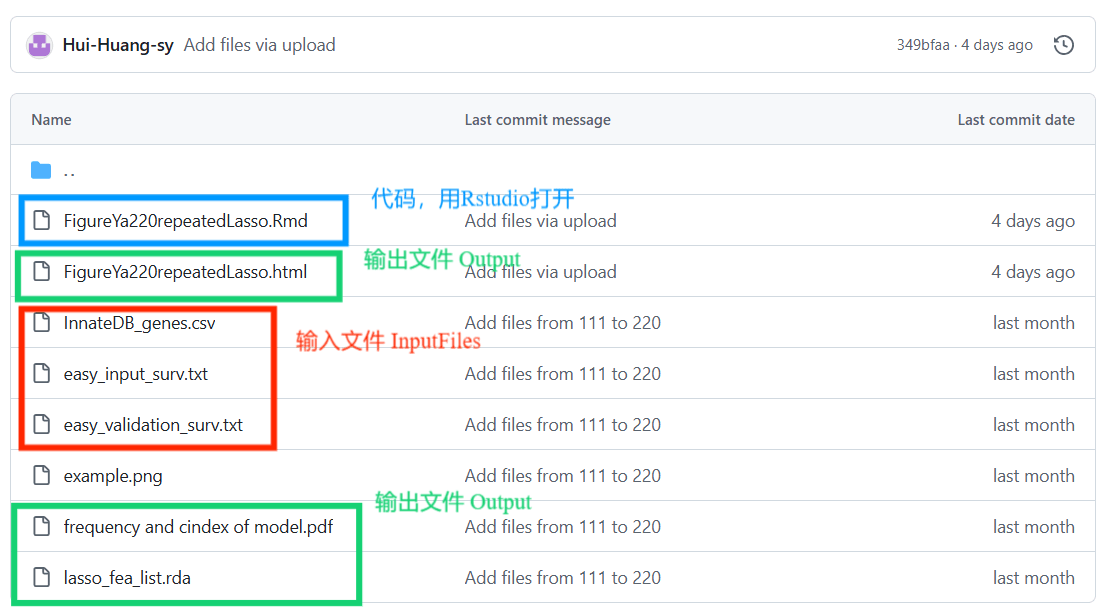 Hui-Huang-sy Add files via upload 349bfaa · 4 days ago
Name Last commit message Last commit date
..
代码，用Rstudio打开
FigureYa220repeatedLasso.Rmd Add files via upload 4 days ago
输出文件 Output
FigureYa220repeatedLasso.html Add files via upload 4 days ago
InnateDB_genes.csv Add files from 111 to 220 last month
输入文件 InputFiles
easy_input_surv.txt Add files from 111 to 220 last month
easy_validation_surv.txt Add files from 111 to 220 last month
example.png Add files from 111 to 220 last month
输出文件 Output
frequency and cindex of model.pdf Add files from 111 to 220 last month
lasso_fea_list.rda Add files from 111 to 220 last month